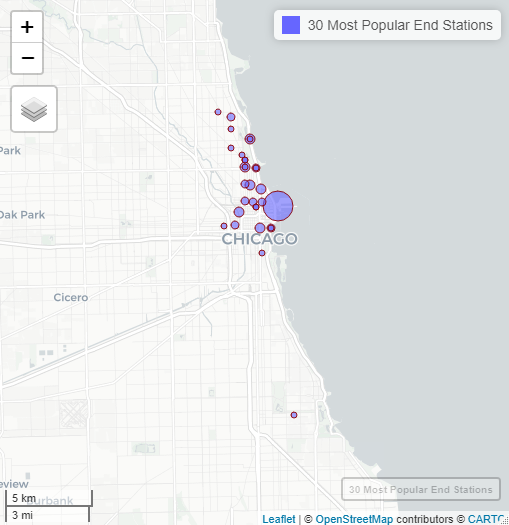 +
30 Most Popular End Stations
−
Park
Oak Park
CHICAGO
Cicero
30 Most Popular End Stations
view
Burbank
5 km
3 mi
Leaflet | © OpenStreetMap contributors © CARTO